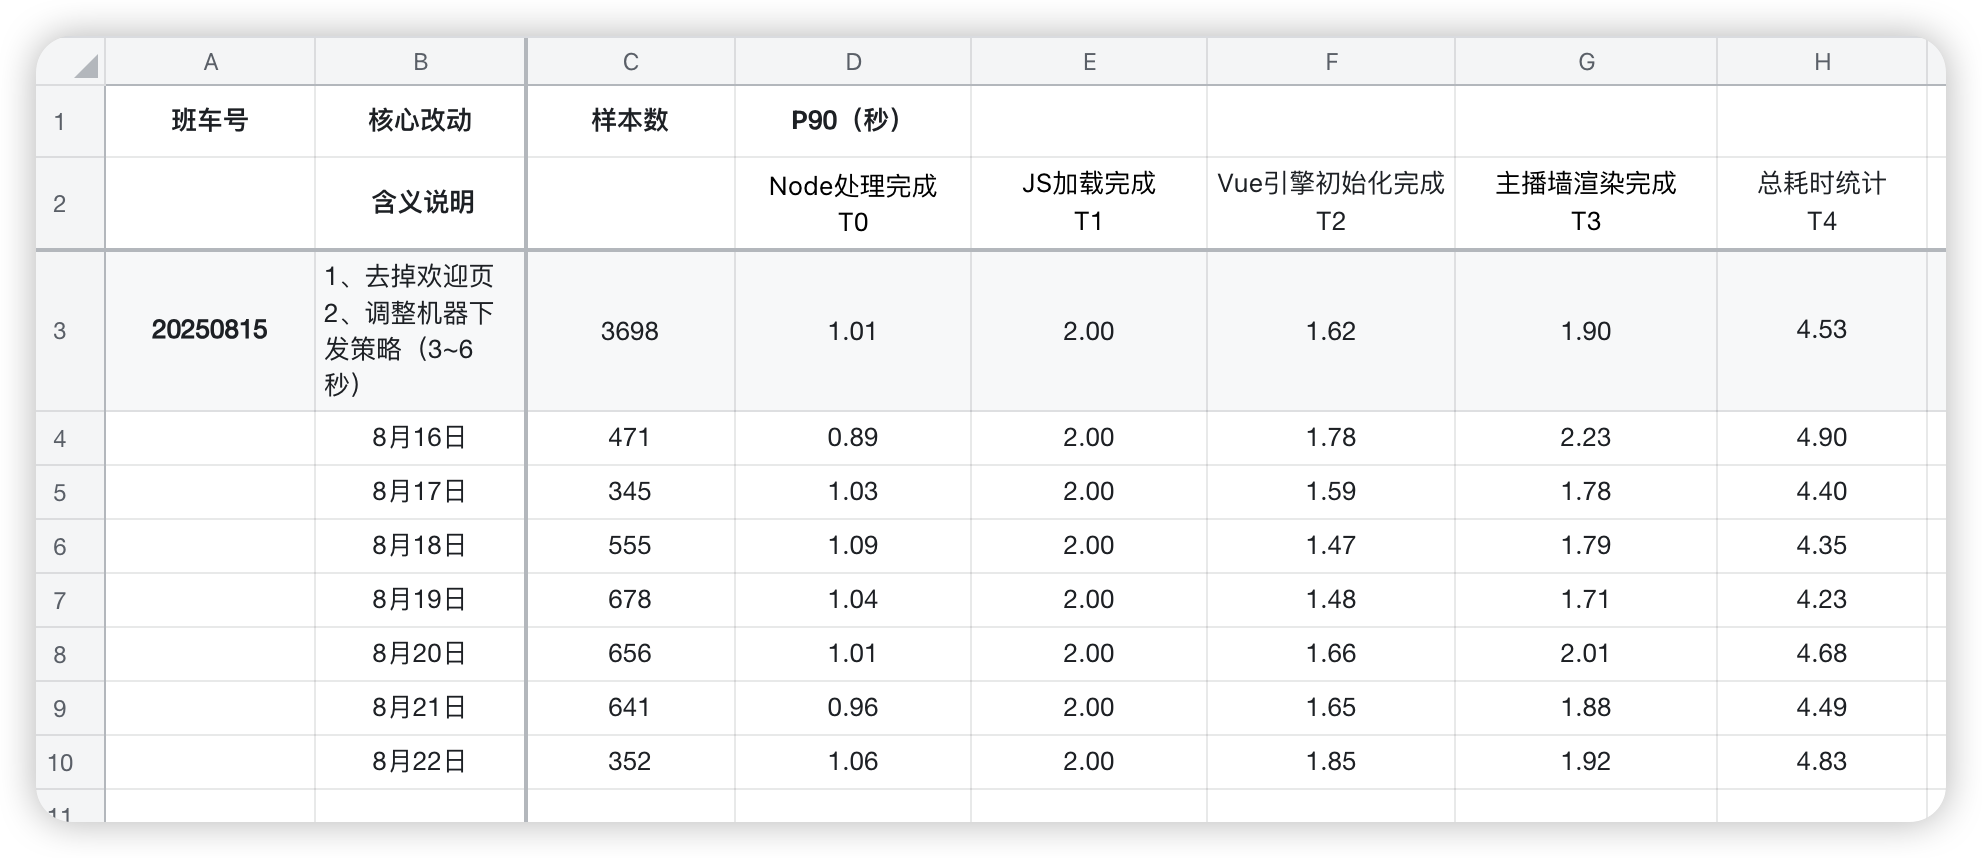 A B C D E F G H
1 班车号 核心改动 样本数 P90（秒）
2 含义说明 Node处理完成 JS加载完成 Vue引擎初始化完成 主播墙渲染完成 总耗时统计
T0 T1 T2 T3 T4
3 20250815 1、去掉欢迎页
2、调整机器下
发策略（3~6
秒） 3698 1.01 2.00 1.62 1.90 4.53
4 8月16日 471 0.89 2.00 1.78 2.23 4.90
5 8月17日 345 1.03 2.00 1.59 1.78 4.40
6 8月18日 555 1.09 2.00 1.47 1.79 4.35
7 8月19日 678 1.04 2.00 1.48 1.71 4.23
8 8月20日 656 1.01 2.00 1.66 2.01 4.68
9 8月21日 641 0.96 2.00 1.65 1.88 4.49
10 8月22日 352 1.06 2.00 1.85 1.92 4.83
11